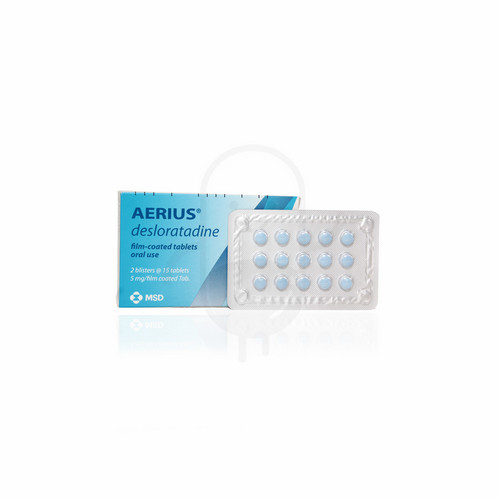 AERIUS®
desloratadine
film-coated tablets
oral use
2 blisters @ 15 tablets
5 mg/film-coated Tab.
MSD